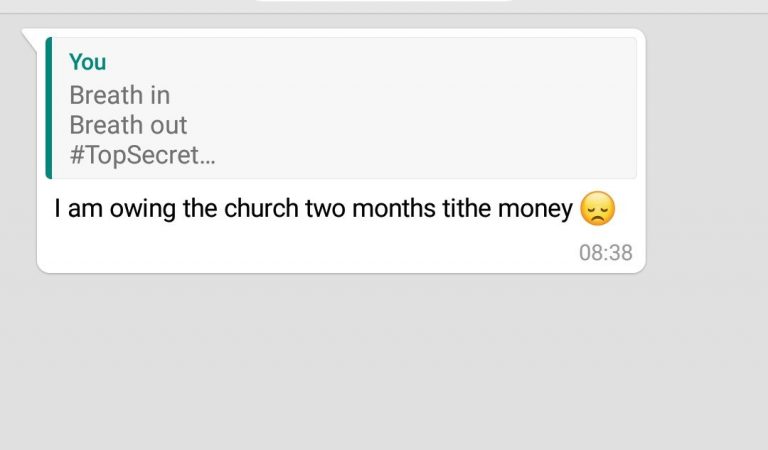 You
Breath in
Breath out
#TopSecret...
I am owing the church two months tithe money 😞
08:38